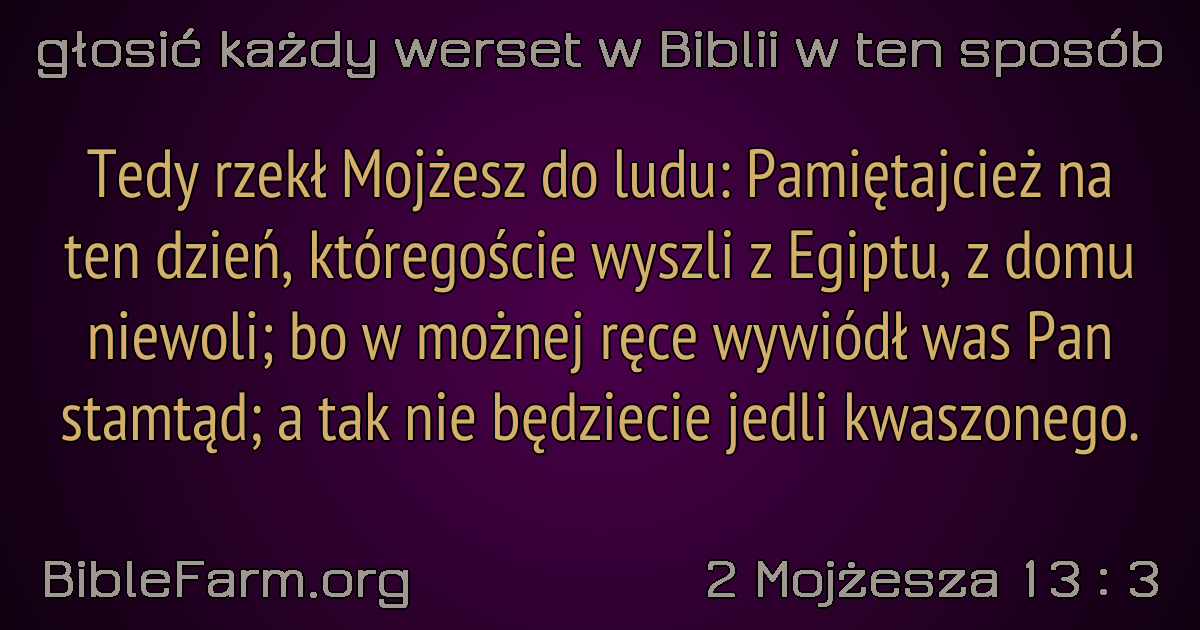 głosić każdy werset w Biblii w ten sposób
Tedy rzekł Mojżesz do ludu: Pamiętajcież na
ten dzień, któregoście wyszli z Egiptu, z domu
niewoli; bo w możnej ręce wywiódł was Pan
stamtąd; a tak nie będziecie jedli kwaszonego.
BibleFarm.org
2 Mojżesza 13 : 3